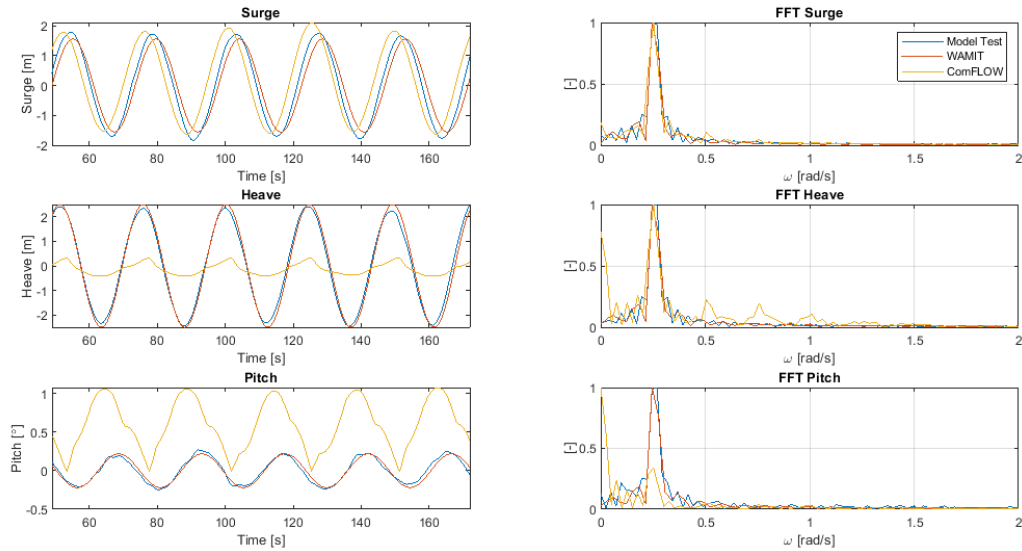 Surge
Surge [m]
2
1
0
-1
-2
60 80 100 120 140 160
Time [s]
FFT Surge
[-]
1
0.5
0
0 0.5 1 1.5 2
ω [rad/s]
Model Test
WAMIT
ComFLOW
Heave
Heave [m]
2
1
0
-1
-2
60 80 100 120 140 160
Time [s]
FFT Heave
[-]
1
0.5
0
0 0.5 1 1.5 2
ω [rad/s]
Pitch
Pitch [°]
1
0.5
0
-0.5
60 80 100 120 140 160
Time [s]
FFT Pitch
[-]
1
0.5
0
0 0.5 1 1.5 2
ω [rad/s]